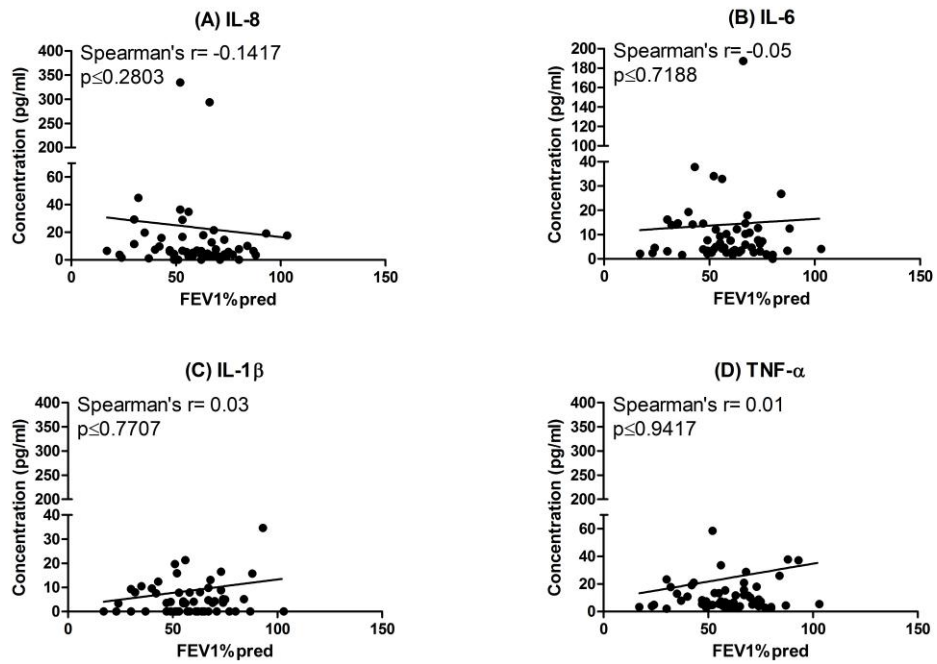 (A) IL-8
Spearman's r= -0.1417
p≤0.2803
Concentration (pg/ml)
400
350
300
250
200
60
40
20
0
0 50 100 150
FEV1%pred
(B) IL-6
Spearman's r= -0.05
p≤0.7188
Concentration (pg/ml)
200
180
160
140
120
100
40
30
20
10
0
0 50 100 150
FEV1%pred
(C) IL-1β
Spearman's r= 0.03
p≤0.7707
Concentration (pg/ml)
400
300
200
40
30
20
10
0
0 50 100 150
FEV1%pred
(D) TNF-α
Spearman's r= 0.01
p≤0.9417
Concentration (pg/ml)
400
300
200
60
40
20
0
0 50 100 150
FEV1%pred